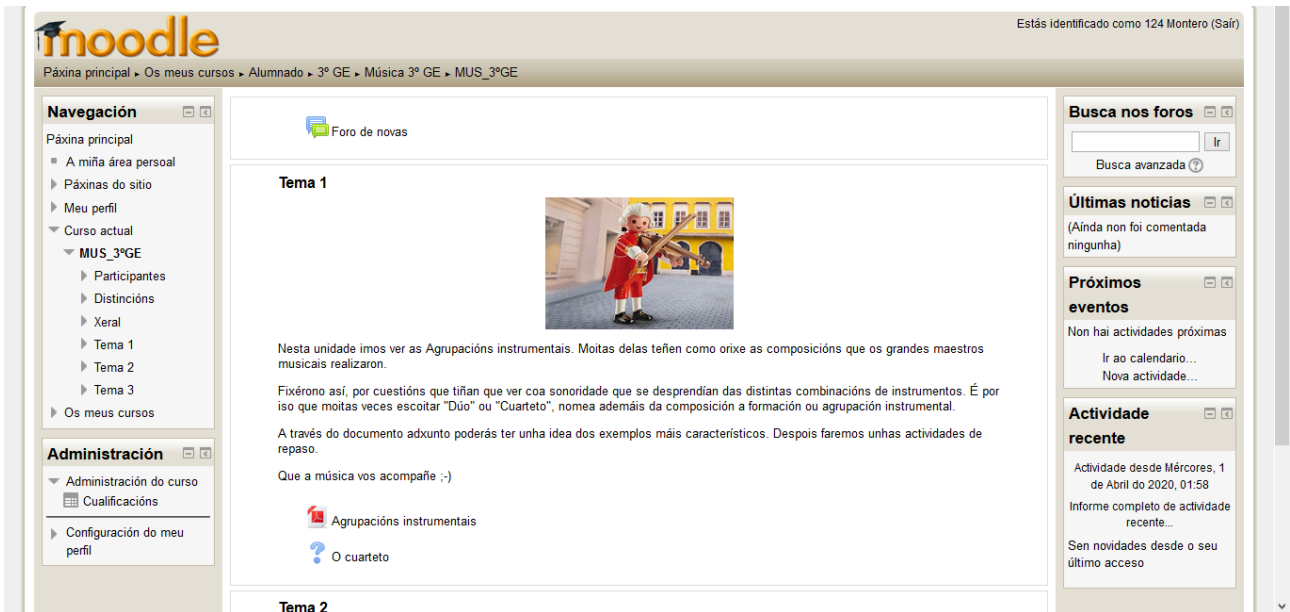 moodle
Estás identificado como 124 Montero (Saír)
Páxina principal ▸ Os meus cursos ▸ Alumnado ▸ 3º GE ▸ Música 3º GE ▸ MUS_3ºGE
Navegación
Páxina principal
A miña área persoal
Páxinas do sitio
Meu perfil
Curso actual
MUS_3ºGE
Participantes
Distincións
Xeral
Tema 1
Tema 2
Tema 3
Os meus cursos
Administración
Administración do curso
Cualificacións
Configuración do meu
perfil
Foro de novas
Tema 1
Nesta unidade imos ver as Agrupacións instrumentais. Moitas delas teñen como orixe as composicións que os grandes maestros
musicais realizaron.
Fixérono así, por cuestións que tiñan que ver coa sonoridade que se desprendían das distintas combinacións de instrumentos. É por
iso que moitas veces escoitar "Dúo" ou "Cuarteto", nomea ademáis da composición a formación ou agrupación instrumental.
A través do documento adxunto poderás ter unha idea dos exemplos máis característicos. Despois faremos unhas actividades de
repaso.
Que a música vos acompañe ;-)
Agrupacións instrumentais
O cuarteto
Tema 2
Busca nos foros
Ir
Busca avanzada
Últimas noticias
(Aínda non foi comentada
ningunha)
Próximos
eventos
Non hai actividades próximas
Ir ao calendario...
Nova actividade...
Actividade
recente
Actividade desde Mércores, 1
de Abril do 2020, 01:58
Informe completo de actividade
recente...
Sen novidades desde o seu
último acceso